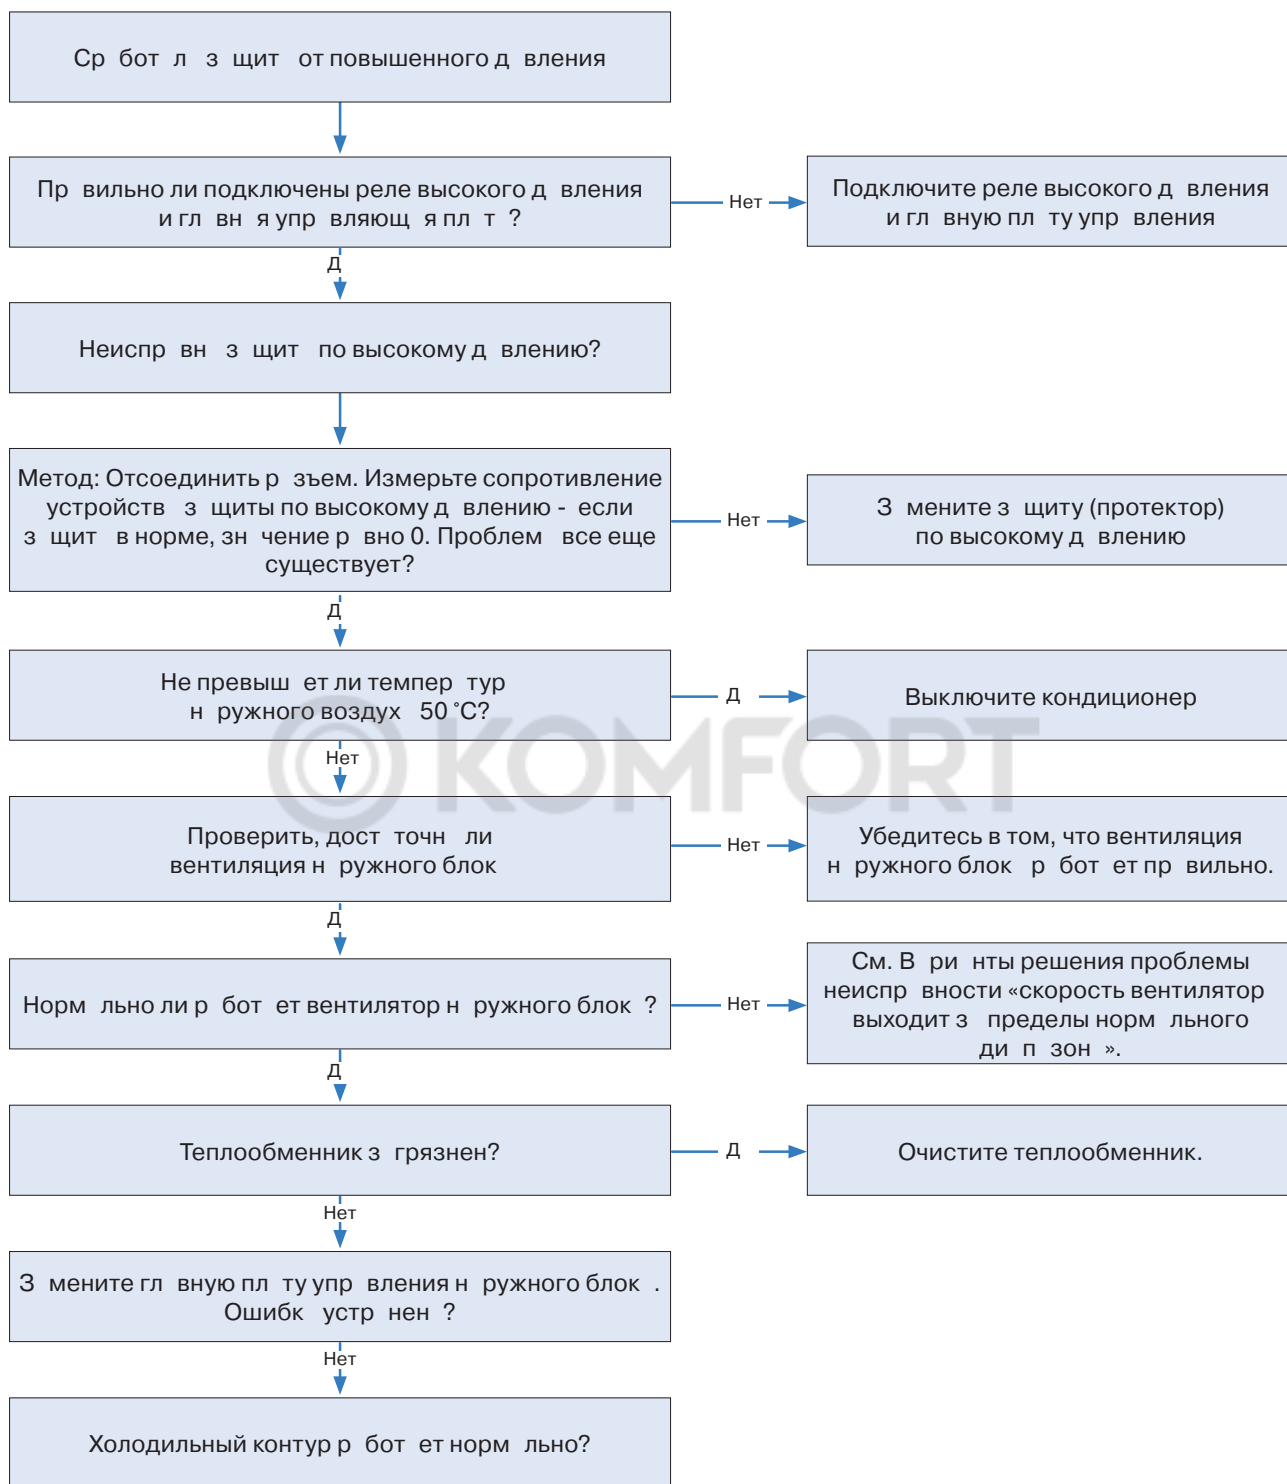 Ср бот л з щит от повышенного д вления
Пр вильно ли подключены реле высокого д вления
и гл вн я упр вляющ я пл т ?
Нет
Подключите реле высокого д вления
и гл вную пл ту упр вления
Д
Неиспр вн з щит по высокому д влению?
Метод: Отсоединить р зъем. Измерьте сопротивление
устройств з щиты по высокому д влению - если
з щит в норме, зн чение р вно 0. Проблем все еще
существует?
Нет
З мените з щиту (протектор)
по высокому д влению
Д
Не превыш ет ли темпер тур
н ружного воздух 50 °C?
Д
Выключите кондиционер
KOMFORT
Нет
Проверить, дост точн ли
вентиляция н ружного блок
Нет
Убедитесь в том, что вентиляция
н ружного блок р бот ет пр вильно.
Д
Норм льно ли р бот ет вентилятор н ружного блок ?
Нет
См. В ри нты решения проблемы
неиспр вности «скорость вентилятор
выходит з пределы норм льного
ди п зон ».
Д
Теплообменник з грязнен?
Д
Очистите теплообменник.
Нет
З мените гл вную пл ту упр вления н ружного блок .
Ошибк устр нен ?
Нет
Холодильный контур р бот ет норм льно?